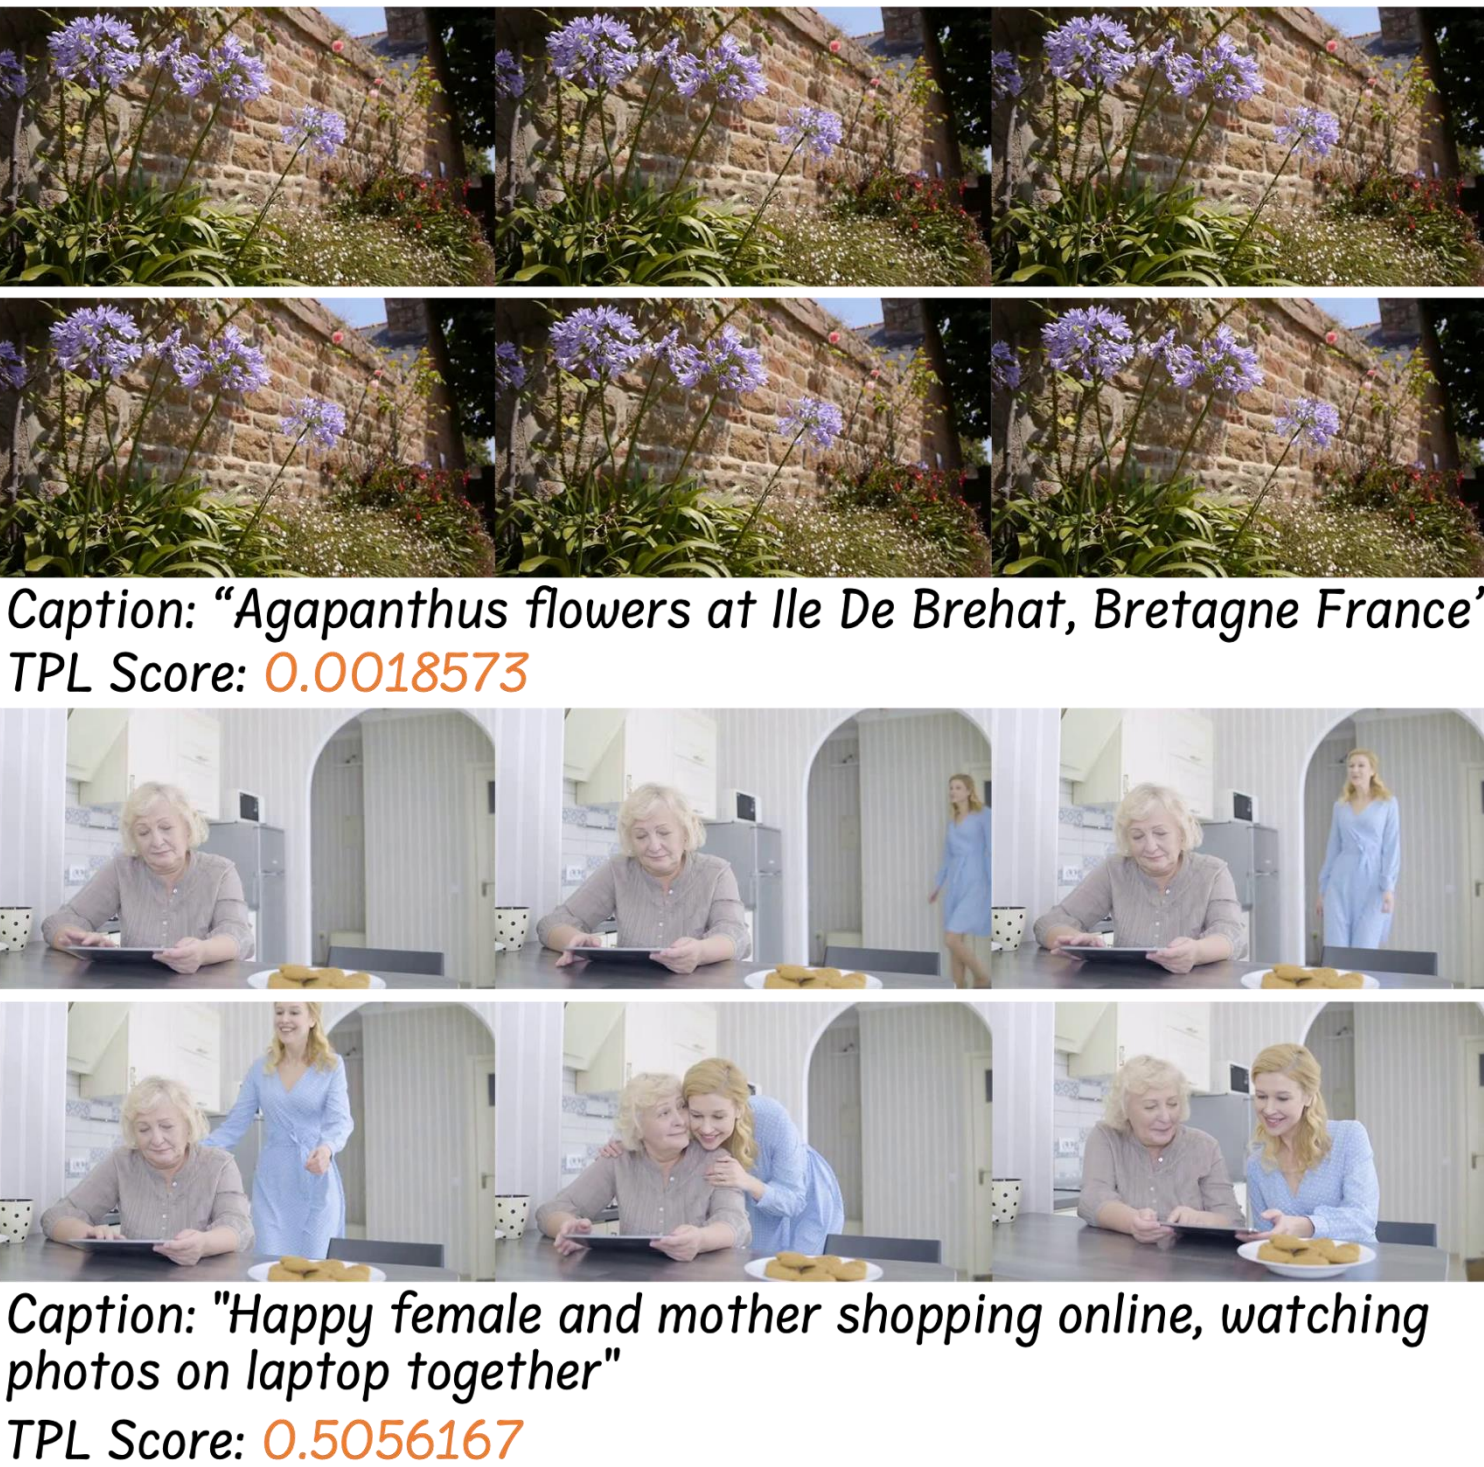 Caption: “Agapanthus flowers at Ile De Brehat, Bretagne France”
TPL Score: 0.0018573
Caption: "Happy female and mother shopping online, watching
photos on laptop together"
TPL Score: 0.5056167